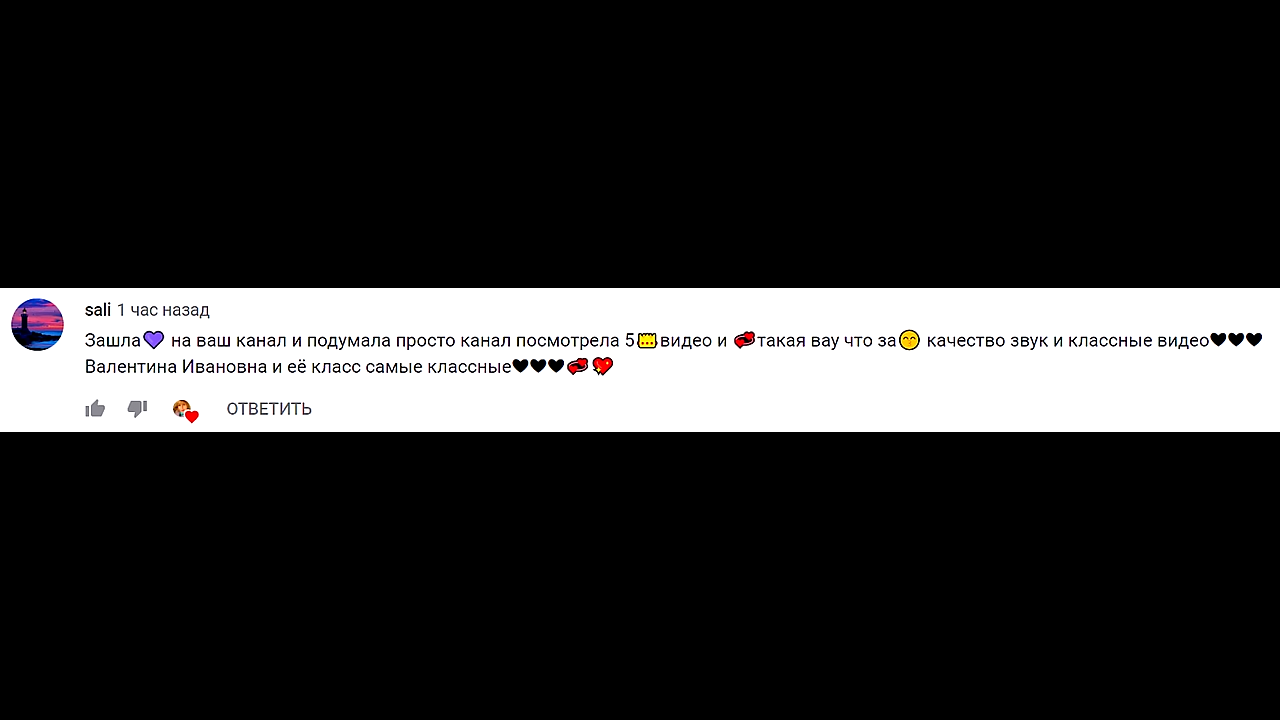 sali 1 час назад
Зашла💜 на ваш канал и подумала просто канал посмотрела 5 видео и 💞такая вау что за😁 качество звук и классные видео🖤🖤🖤
Валентина Ивановна и её класс самые классные🖤🖤🖤💞💖
ОТВЕТИТЬ